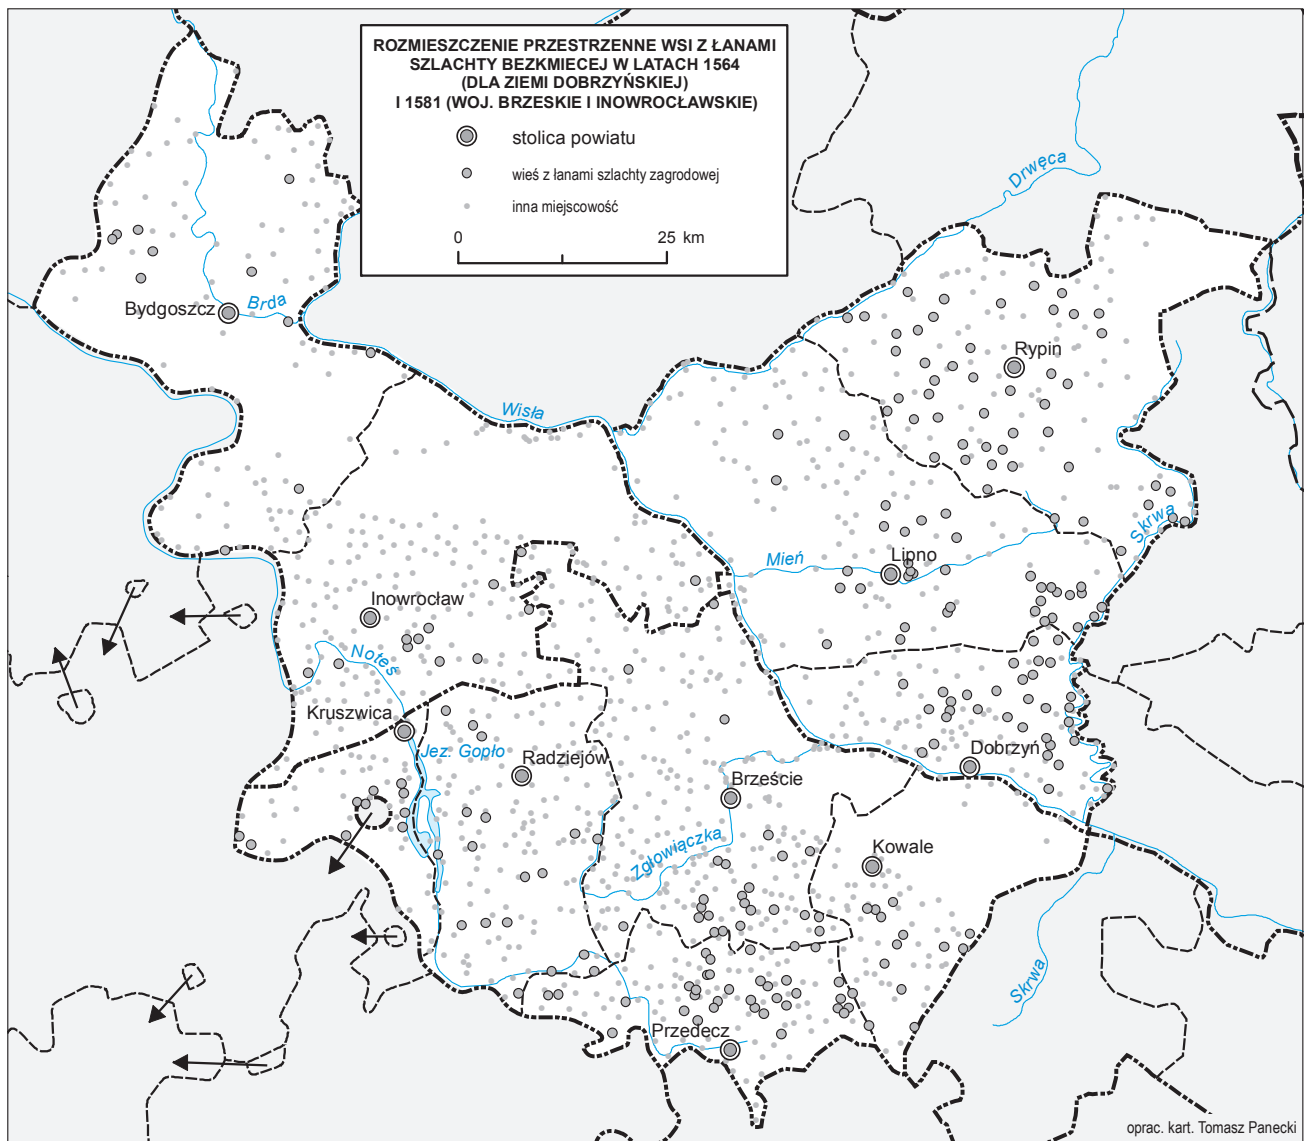 ROZMIESZCZENIE PRZESTRZENNE WSI Z ŁANAMI
SZLACHTY BEZKMIECEJ W LATACH 1564
(DLA ZIEMI DOBRZYŃSKIEJ)
I 1581 (WOJ. BRZESKIE I INOWROCŁAWSKIE)
stolica powiatu
wieś z łanami szlachty zagrodowej
inna miejscowość
0 25 km
Drwęca
Bydgoszcz
Brda
Rypin
Wisła
Skrwa
Mień
Lipno
Inowrocław
Noteś
Kruszwica
Jez. Gopło
Radziejów
Dobrzyń
Brzeście
Zgłowiączka
Kowale
Skrwa
Przedecz
oprac. kart. Tomasz Panecki